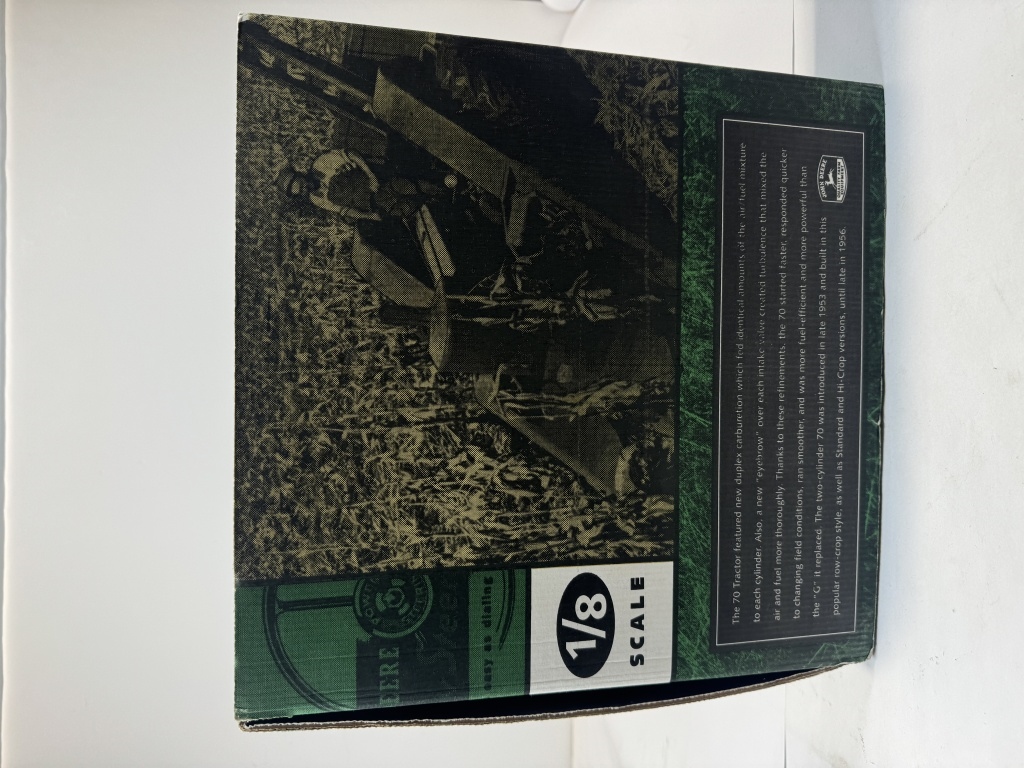 DEERE
POWER
STEERING
easy as dialing
1/8
SCALE
The 70 Tractor featured new duplex carburetion which fed identical amounts of the air-fuel mixture
to each cylinder. Also, a new "eyebrow" over each intake valve created turbulence that mixed the
air and fuel more thoroughly. Thanks to these refinements, the 70 started faster, responded quicker
to changing field conditions, ran smoother, and was more fuel-efficient and more powerful than
the "G" it replaced. The two-cylinder 70 was introduced in late 1953 and built in this
popular row-crop style, as well as Standard and Hi-Crop versions, until late in 1956.
JOHN DEERE